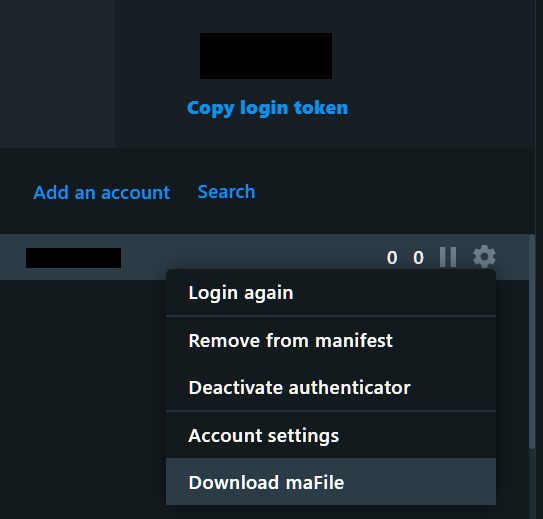 Copy login token
Add an account Search
0 0
Login again
Remove from manifest
Deactivate authenticator
Account settings
Download maFile